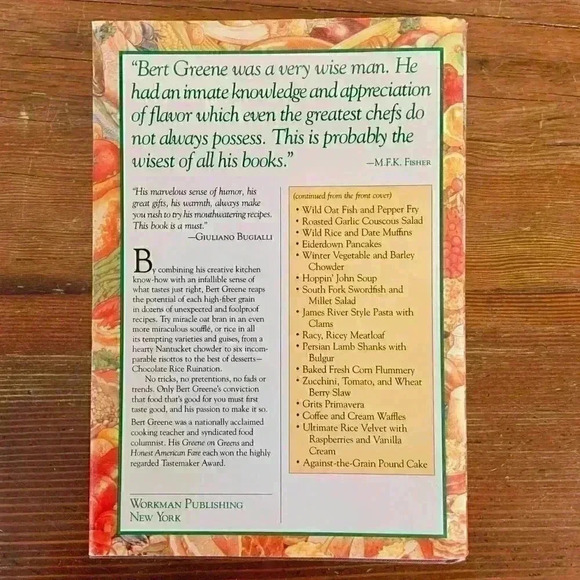 “Bert Greene was a very wise man. He
had an innate knowledge and appreciation
of flavor which even the greatest chefs do
not always possess. This is probably the
wisest of all his books.”
—M.F.K. Fisher
“His marvelous sense of humor, his
great gifts, his warmth, always make
you rush to try his mouthwatering recipes.
This book is a must.”
—Giuliano Bugialli
By combining his creative kitchen
know-how with an infallible sense of
what tastes just right, Bert Greene reaps
the potential of each high-fiber grain
in dozens of unexpected and foolproof
recipes. Try miracle oat bran in an even
more miraculous soufflé, or rice in all
its tempting varieties and guises, from a
hearty Nantucket chowder to six incom-
parable risottos to the best of desserts—
Chocolate Rice Ruination.
No tricks, no pretentions, no fads or
trends. Only Bert Greene's conviction
that food that's good for you must first
taste good, and his passion to make it so.
Bert Greene was a nationally acclaimed
cooking teacher and syndicated food
columnist. His Greene on Greens and
Honest American Fare each won the highly
regarded Tastemaker Award.
Workman Publishing
New York
(continued from the front cover)
• Wild Oat Fish and Pepper Fry
• Roasted Garlic Couscous Salad
• Wild Rice and Date Muffins
• Eiderdown Pancakes
• Winter Vegetable and Barley
Chowder
• Hoppin' John Soup
• South Fork Swordfish and
Millet Salad
• James River Style Pasta with
Clams
• Racy, Ricey Meatloaf
• Persian Lamb Shanks with
Bulgur
• Baked Fresh Corn Flummery
• Zucchini, Tomato, and Wheat
Berry Slaw
• Grits Primavera
• Coffee and Cream Waffles
• Ultimate Rice Velvet with
Raspberries and Vanilla
Cream
• Against-the-Grain Pound Cake